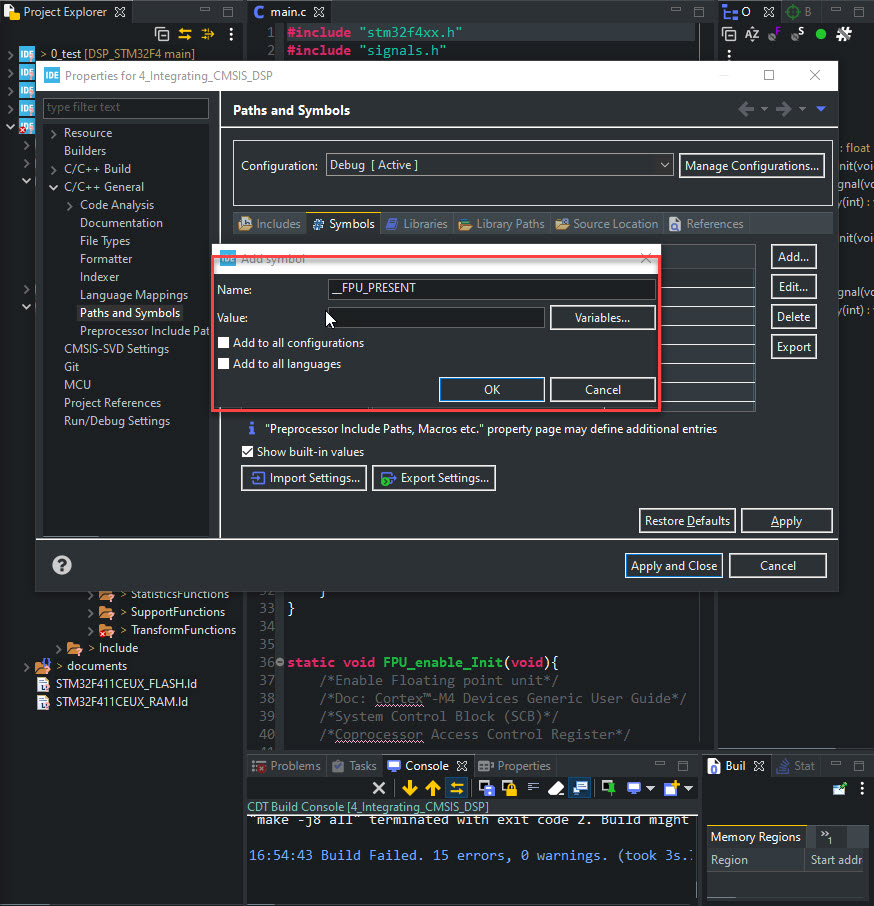 Project Explorer
IDE > 0_test [DSP_STM32F4 main]
main.c
1 #include "stm32f4xx.h"
2 #include "signals.h"
O
B
IDE Properties for 4_Integrating_CMSIS_DSP
type filter text
Resource
Builders
C/C++ Build
C/C++ General
Code Analysis
Documentation
File Types
Formatter
Indexer
Language Mappings
Paths and Symbols
Preprocessor Include Pat
CMSIS-SVD Settings
Git
MCU
Project References
Run/Debug Settings
Paths and Symbols
Configuration: Debug [ Active ] Manage Configurations...
Includes Symbols Libraries Library Paths Source Location References
IDE Add symbol
Name: __FPU_PRESENT
Value: Variables...
Add to all configurations
Add to all languages
OK Cancel
Add...
Edit...
Delete
Export
"Preprocessor Include Paths, Macros etc." property page may define additional entries
Show built-in values
Import Settings... Export Settings...
Restore Defaults Apply
Apply and Close Cancel
: float
nit(voi
gnal(v
y(int) : v
nit(voi
gnal(vo
y(int) : v
> StatisticsFunctions
> SupportFunctions
> TransformFunctions
> Include
> documents
STM32F411CEUX_FLASH.ld
STM32F411CEUX_RAM.ld
32 }
33 }
34
35
36 static void FPU_enable_Init(void){
37 /*Enable Floating point unit*/
38 /*Doc: Cortex™-M4 Devices Generic User Guide*/
39 /*System Control Block (SCB)*/
40 /*Coprocessor Access Control Register*/
Problems Tasks Console Properties
CDT Build Console [4_Integrating_CMSIS_DSP]
"make -j8 all" terminated with exit code 2. Build might
16:54:43 Build Failed. 15 errors, 0 warnings. (took 3s.
Buil Stat
Memory Regions
1
Region Start addr